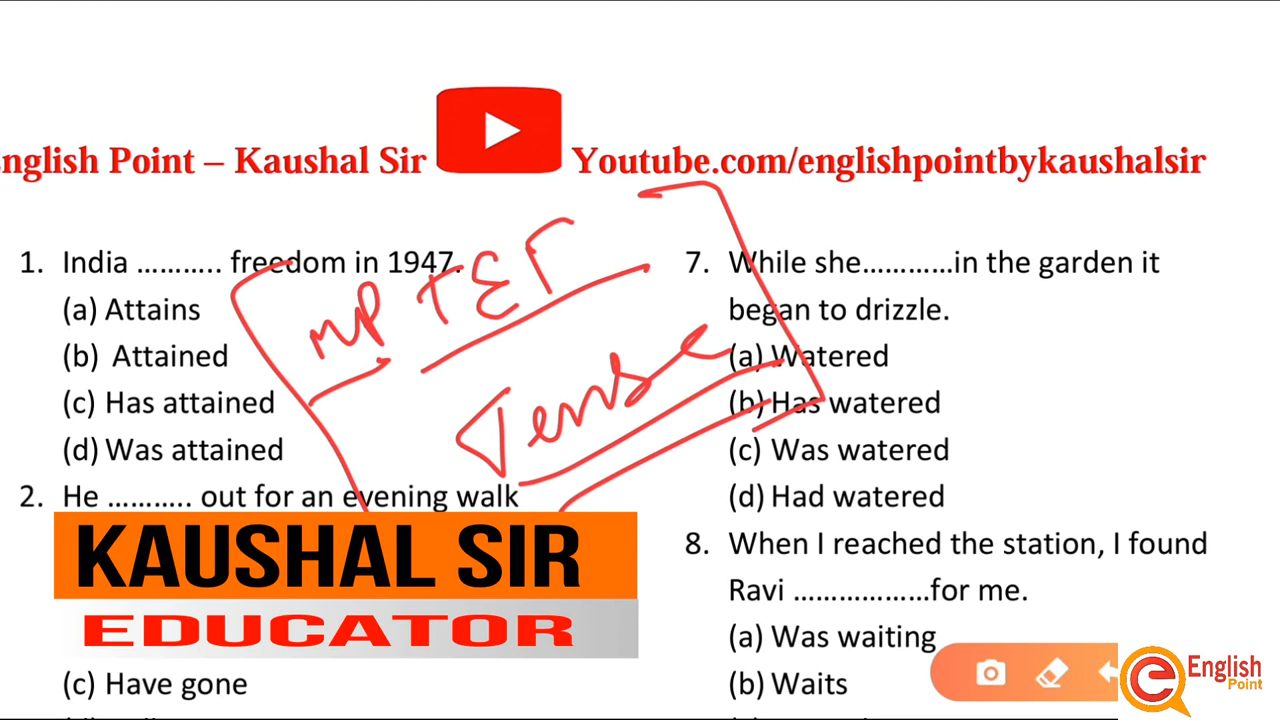 English Point – Kaushal Sir
Youtube.com/englishpointbykaushalsir
1. India ……….. freedom in 1947.
(a) Attains
(b) Attained
(c) Has attained
(d) Was attained
2. He ……….. out for an evening walk
(c) Have gone
MP TET
Tense
KAUSHAL SIR
EDUCATOR
7. While she…………in the garden it
began to drizzle.
(a) Watered
(b) Has watered
(c) Was watered
(d) Had watered
8. When I reached the station, I found
Ravi ………………for me.
(a) Was waiting
(b) Waits
e English
Point